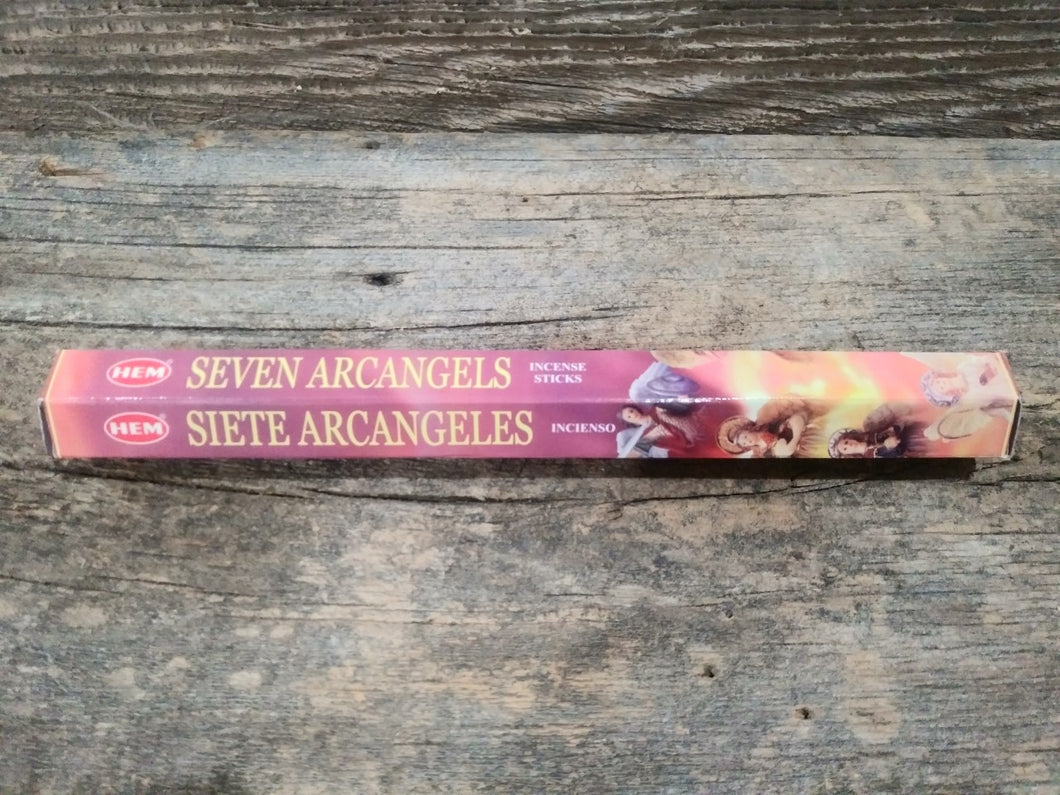 HEM SEVEN ARCANGELS INCENSE STICKS
HEM SIETE ARCANGELES INCIENSO